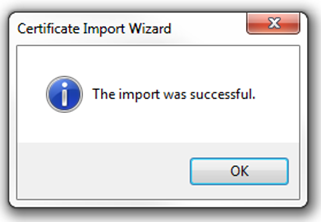 Certificate Import Wizard
The import was successful.
OK